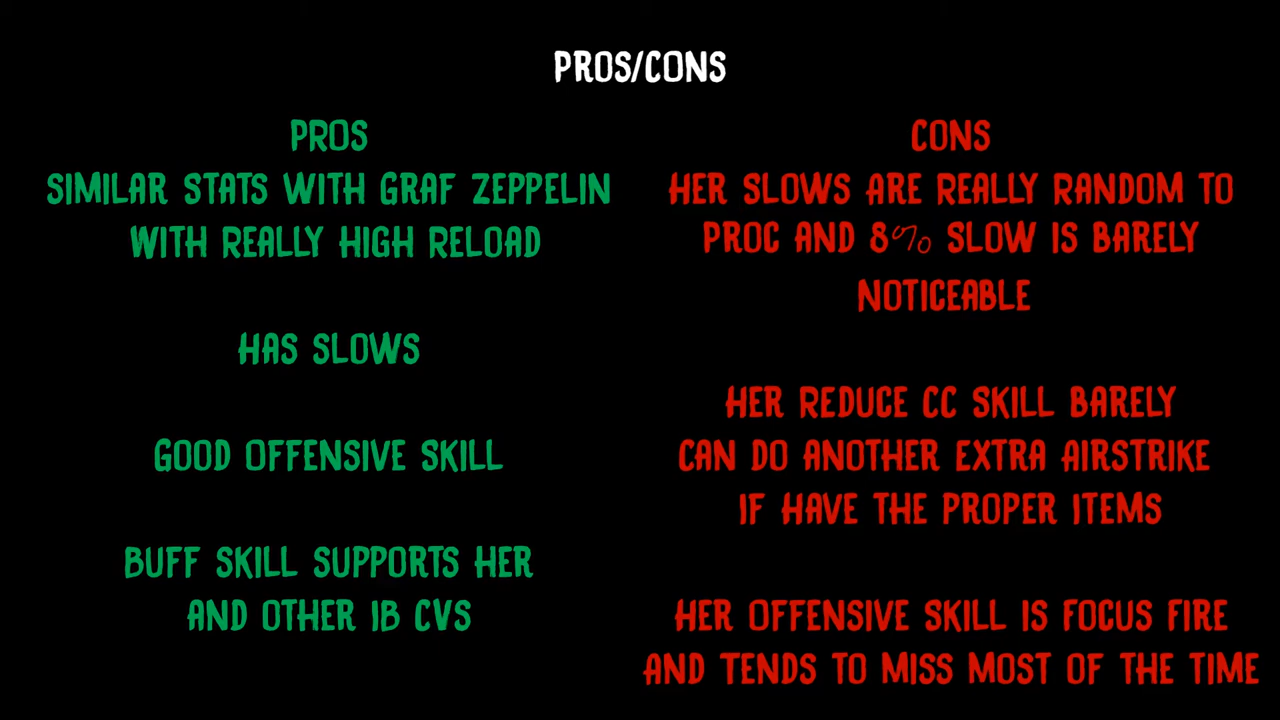 PROS/CONS
PROS
SIMILAR STATS WITH GRAF ZEPPELIN
WITH REALLY HIGH RELOAD
HAS SLOWS
GOOD OFFENSIVE SKILL
BUFF SKILL SUPPORTS HER
AND OTHER IB CVS
CONS
HER SLOWS ARE REALLY RANDOM TO
PROC AND 8% SLOW IS BARELY
NOTICEABLE
HER REDUCE CC SKILL BARELY
CAN DO ANOTHER EXTRA AIRSTRIKE
IF HAVE THE PROPER ITEMS
HER OFFENSIVE SKILL IS FOCUS FIRE
AND TENDS TO MISS MOST OF THE TIME